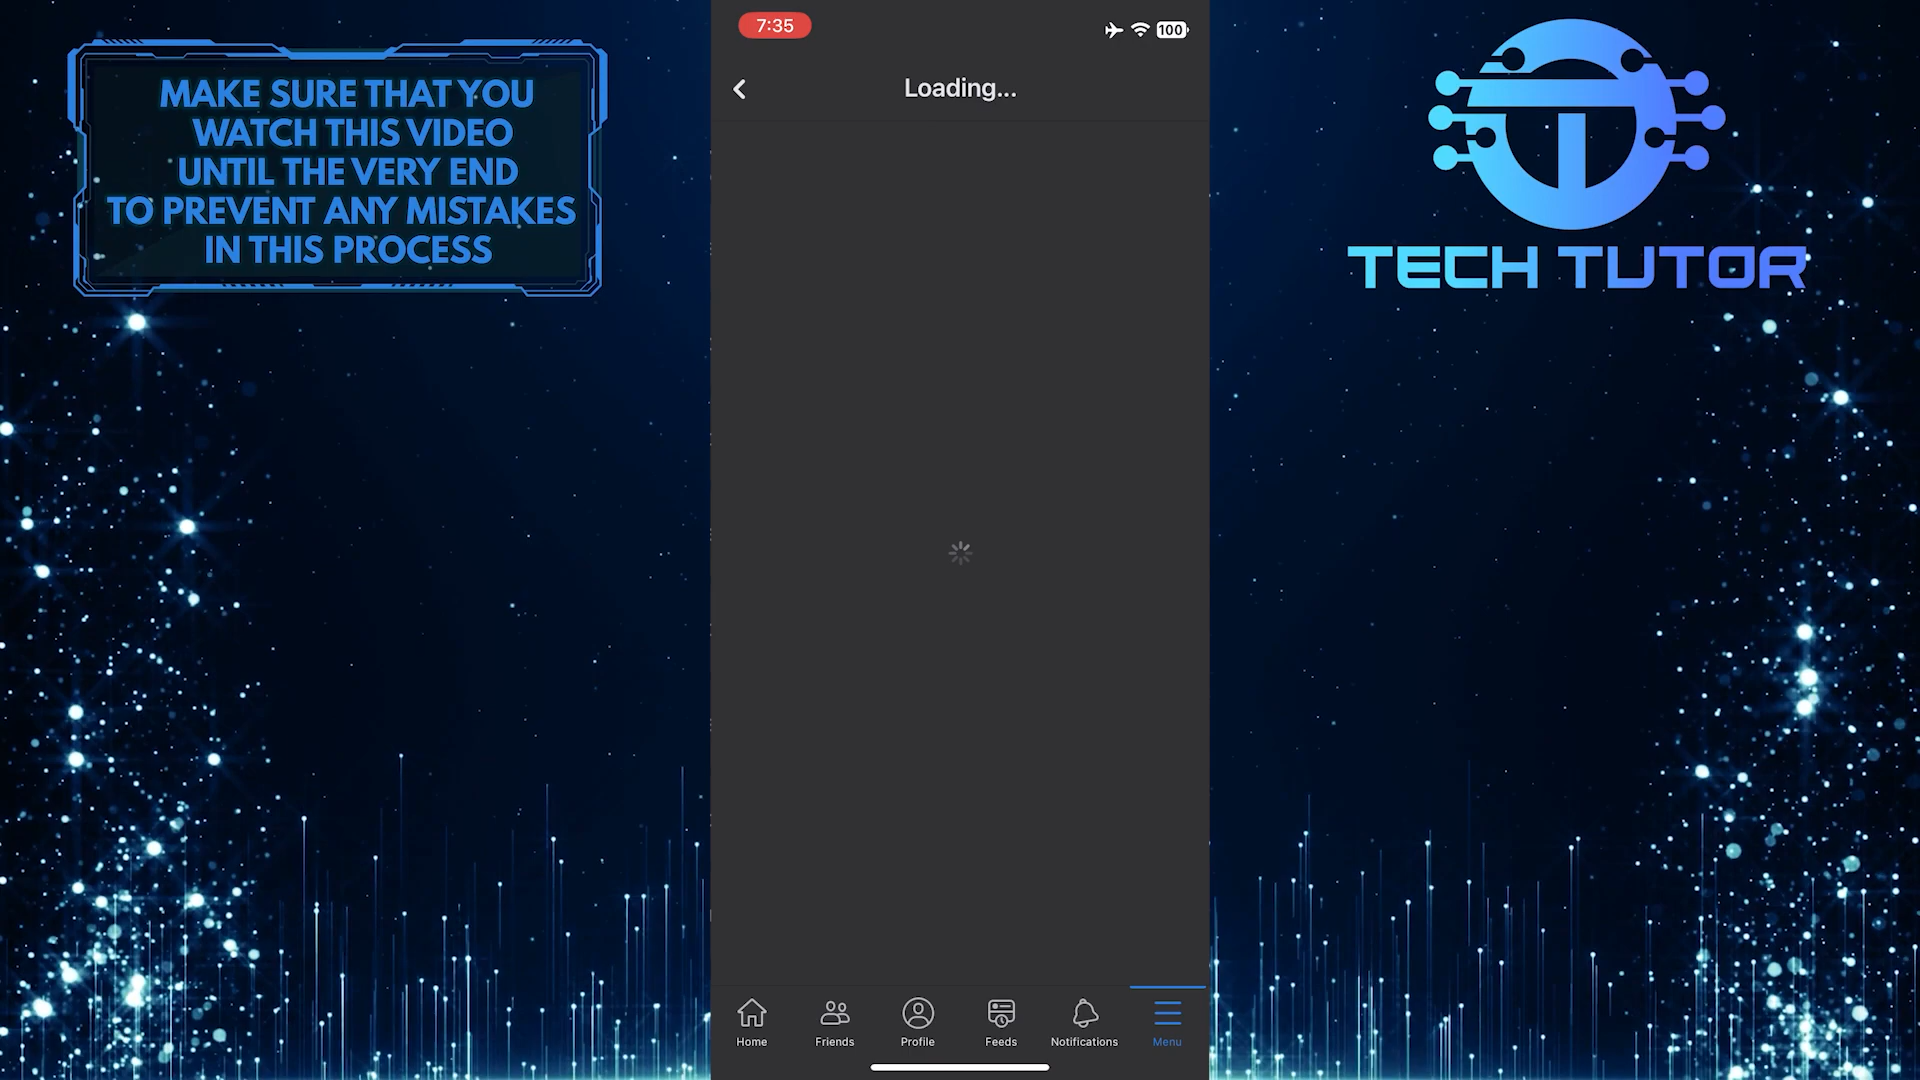 MAKE SURE THAT YOU
WATCH THIS VIDEO
UNTIL THE VERY END
TO PREVENT ANY MISTAKES
IN THIS PROCESS
7:35
100
Loading...
TECH TUTOR
Home
Friends
Profile
Feeds
Notifications
Menu